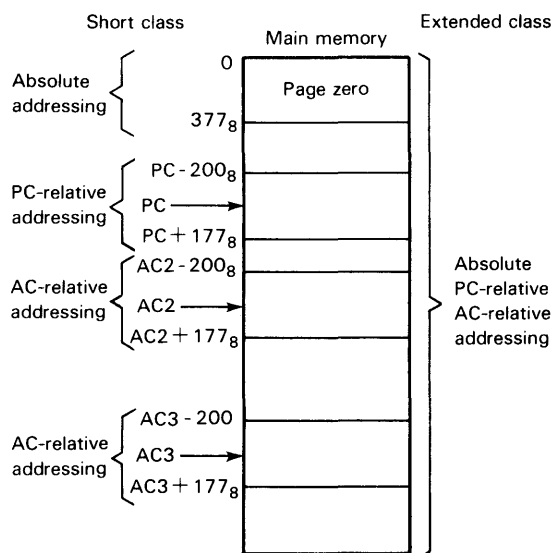 Short class
Extended class
Main memory
0
Absolute
addressing
Page zero
377₈
PC-200₈
PC-relative
addressing
PC
PC+177₈
AC2-200₈
AC-relative
addressing
AC2
AC2+177₈
Absolute
PC-relative
AC-relative
addressing
AC3-200
AC-relative
addressing
AC3
AC3+177₈